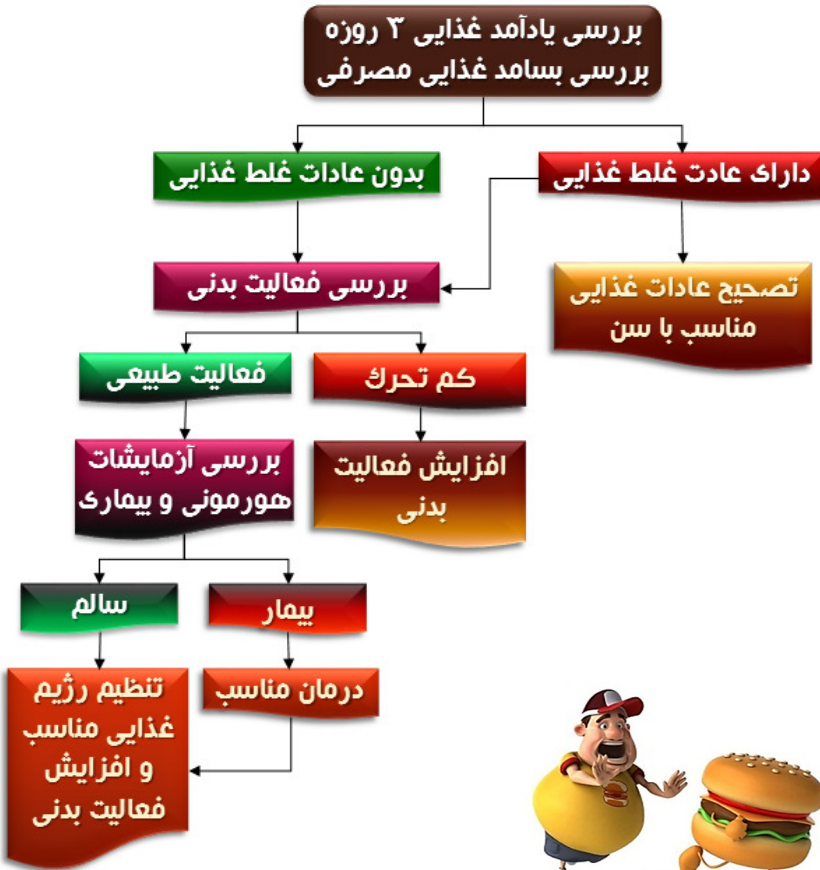 بررسی یادآمد غذایی ۳ روزه
بررسی بسامد غذایی مصرفی
دارای عادت غلط غذایی
بدون عادات غلط غذایی
تصحیح عادات غذایی
مناسب با سن
بررسی فعالیت بدنی
کم تحرک
فعالیت طبیعی
افزایش فعالیت
بدنی
بررسی آزمایشات
هورمونی و بیماری
بیمار
سالم
درمان مناسب
تنظیم رژیم
غذایی مناسب
و افزایش
فعالیت بدنی